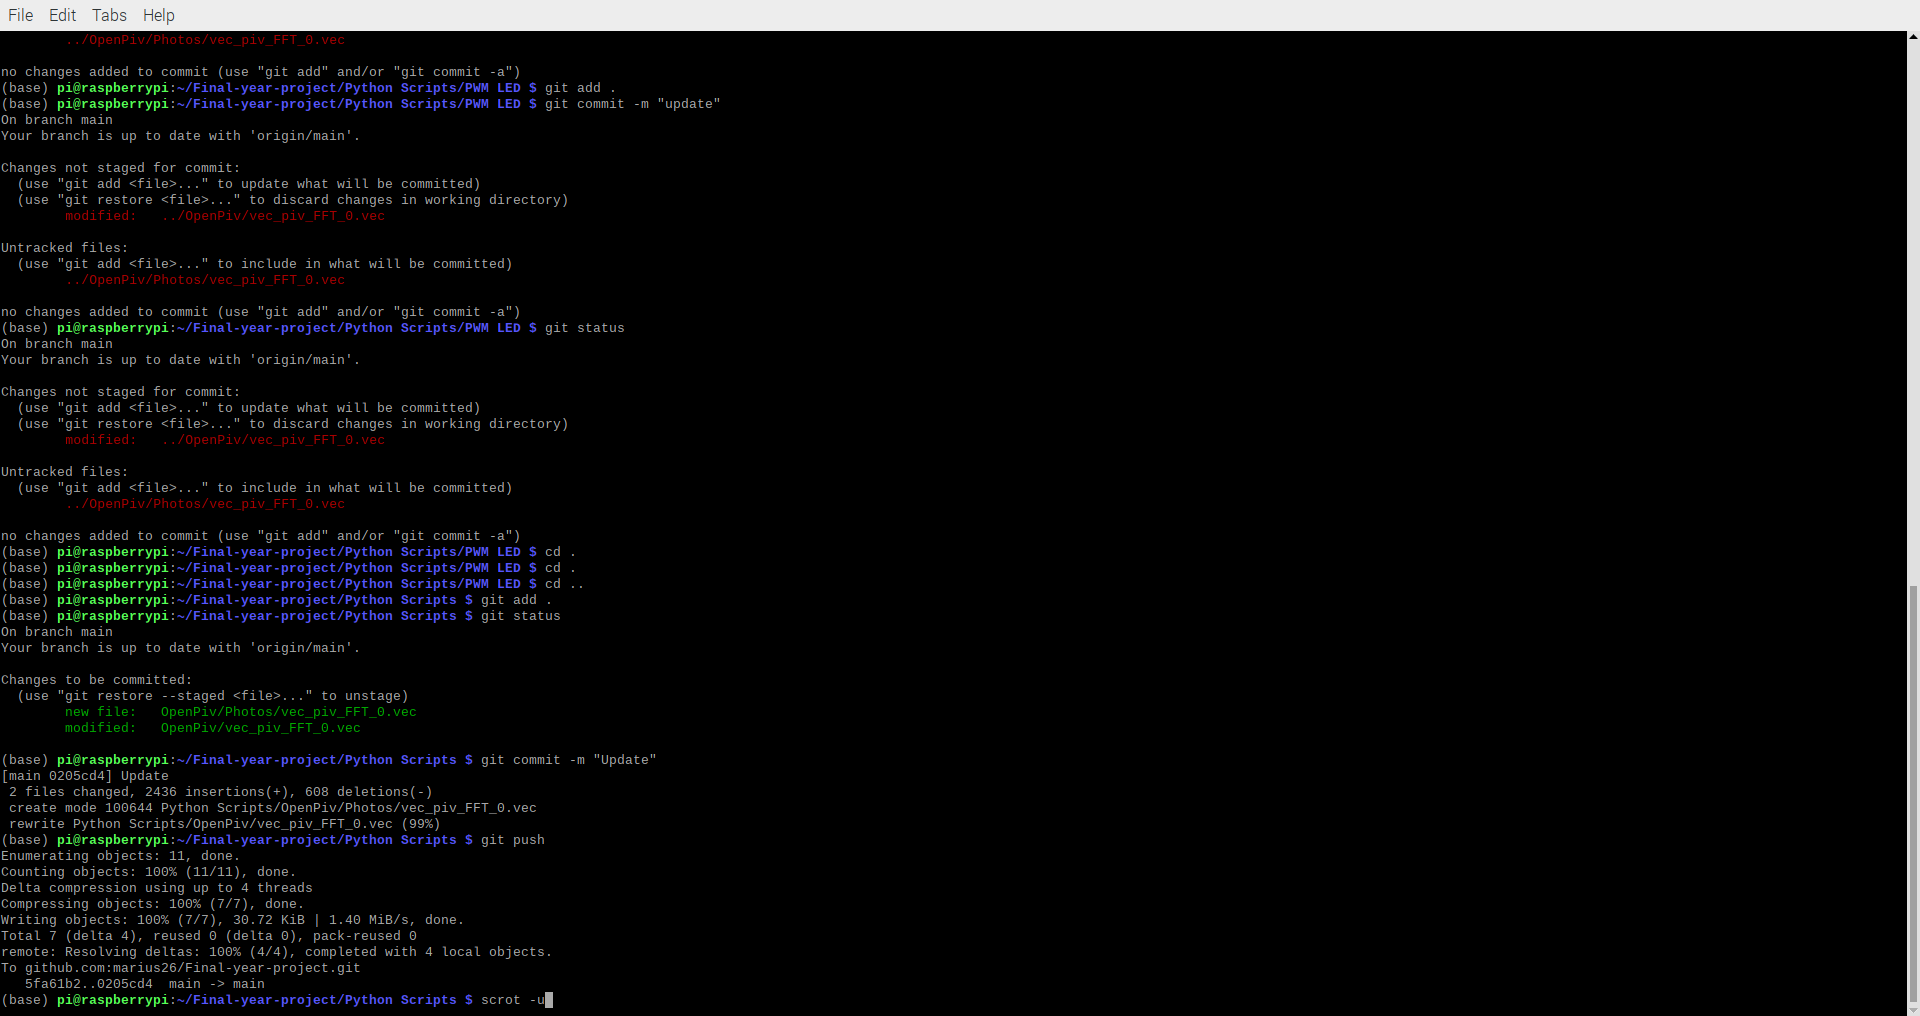 File Edit Tabs Help
../OpenPiv/Photos/vec_piv_FFT_0.vec
no changes added to commit (use "git add" and/or "git commit -a")
(base) pi@raspberrypi:~/Final-year-project/Python Scripts/PWM LED $ git add .
(base) pi@raspberrypi:~/Final-year-project/Python Scripts/PWM LED $ git commit -m "update"
On branch main
Your branch is up to date with 'origin/main'.
Changes not staged for commit:
(use "git add <file>..." to update what will be committed)
(use "git restore <file>..." to discard changes in working directory)
modified: ../OpenPiv/vec_piv_FFT_0.vec
Untracked files:
(use "git add <file>..." to include in what will be committed)
../OpenPiv/Photos/vec_piv_FFT_0.vec
no changes added to commit (use "git add" and/or "git commit -a")
(base) pi@raspberrypi:~/Final-year-project/Python Scripts/PWM LED $ git status
On branch main
Your branch is up to date with 'origin/main'.
Changes not staged for commit:
(use "git add <file>..." to update what will be committed)
(use "git restore <file>..." to discard changes in working directory)
modified: ../OpenPiv/vec_piv_FFT_0.vec
Untracked files:
(use "git add <file>..." to include in what will be committed)
../OpenPiv/Photos/vec_piv_FFT_0.vec
no changes added to commit (use "git add" and/or "git commit -a")
(base) pi@raspberrypi:~/Final-year-project/Python Scripts/PWM LED $ cd .
(base) pi@raspberrypi:~/Final-year-project/Python Scripts/PWM LED $ cd .
(base) pi@raspberrypi:~/Final-year-project/Python Scripts/PWM LED $ cd ..
(base) pi@raspberrypi:~/Final-year-project/Python Scripts $ git add .
(base) pi@raspberrypi:~/Final-year-project/Python Scripts $ git status
On branch main
Your branch is up to date with 'origin/main'.
Changes to be committed:
(use "git restore --staged <file>..." to unstage)
new file: OpenPiv/Photos/vec_piv_FFT_0.vec
modified: OpenPiv/vec_piv_FFT_0.vec
(base) pi@raspberrypi:~/Final-year-project/Python Scripts $ git commit -m "Update"
[main 0205cd4] Update
2 files changed, 2436 insertions(+), 608 deletions(-)
create mode 100644 Python Scripts/OpenPiv/Photos/vec_piv_FFT_0.vec
rewrite Python Scripts/OpenPiv/vec_piv_FFT_0.vec (99%)
(base) pi@raspberrypi:~/Final-year-project/Python Scripts $ git push
Enumerating objects: 11, done.
Counting objects: 100% (11/11), done.
Delta compression using up to 4 threads
Compressing objects: 100% (7/7), done.
Writing objects: 100% (7/7), 30.72 KiB | 1.40 MiB/s, done.
Total 7 (delta 4), reused 0 (delta 0), pack-reused 0
remote: Resolving deltas: 100% (4/4), completed with 4 local objects.
To github.com:marius26/Final-year-project.git
5fa61b2..0205cd4 main -> main
(base) pi@raspberrypi:~/Final-year-project/Python Scripts $ scrot -u